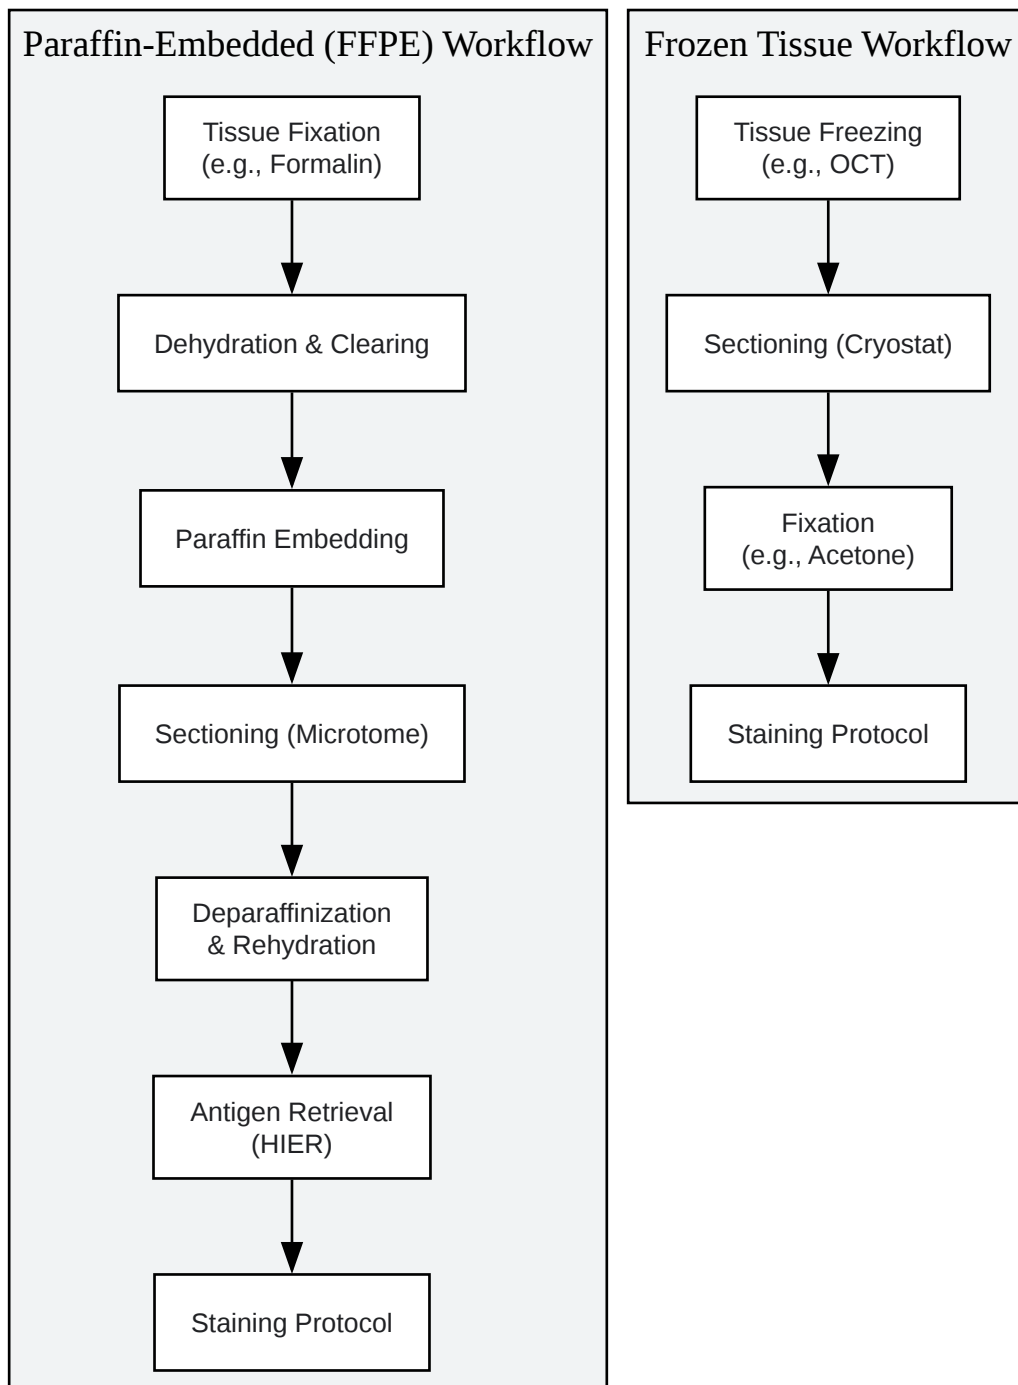 Paraffin-Embedded (FFPE) Workflow
Tissue Fixation
(e.g., Formalin)
Dehydration & Clearing
Paraffin Embedding
Sectioning (Microtome)
Deparaffinization
& Rehydration
Antigen Retrieval
(HIER)
Staining Protocol
Frozen Tissue Workflow
Tissue Freezing
(e.g., OCT)
Sectioning (Cryostat)
Fixation
(e.g., Acetone)
Staining Protocol